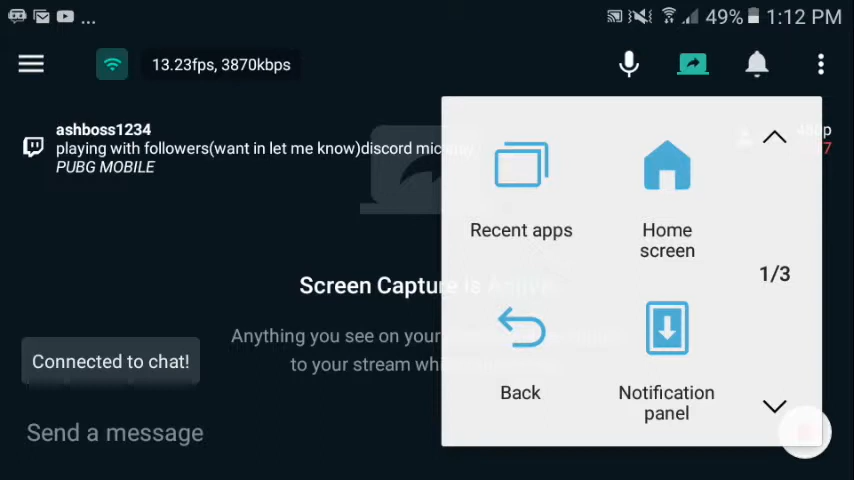 ... 49% 1:12 PM
13.23fps, 3870kbps
ashboss1234
playing with followers(want in let me know)discord mic
PUBG MOBILE
Screen Capture is Active
Anything you see on your
to your stream
Connected to chat!
Send a message
Recent apps
Home
screen
1/3
Back
Notification
panel